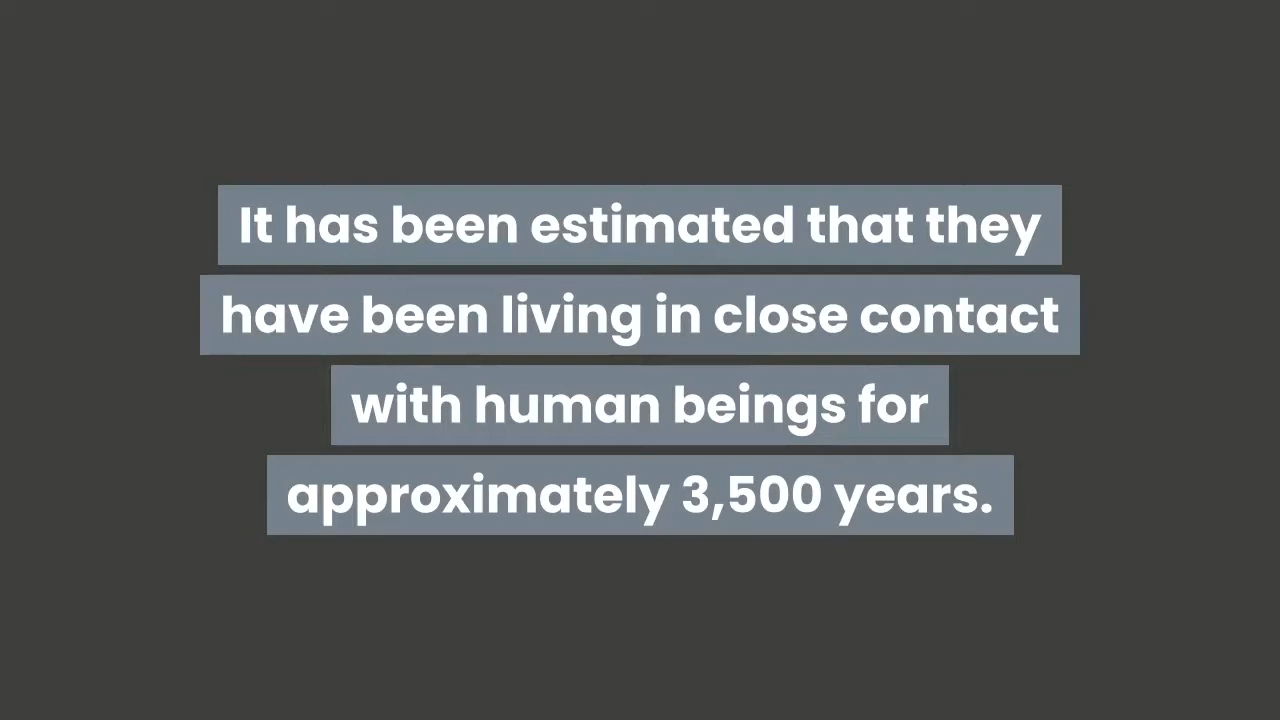 It has been estimated that they
have been living in close contact
with human beings for
approximately 3,500 years.